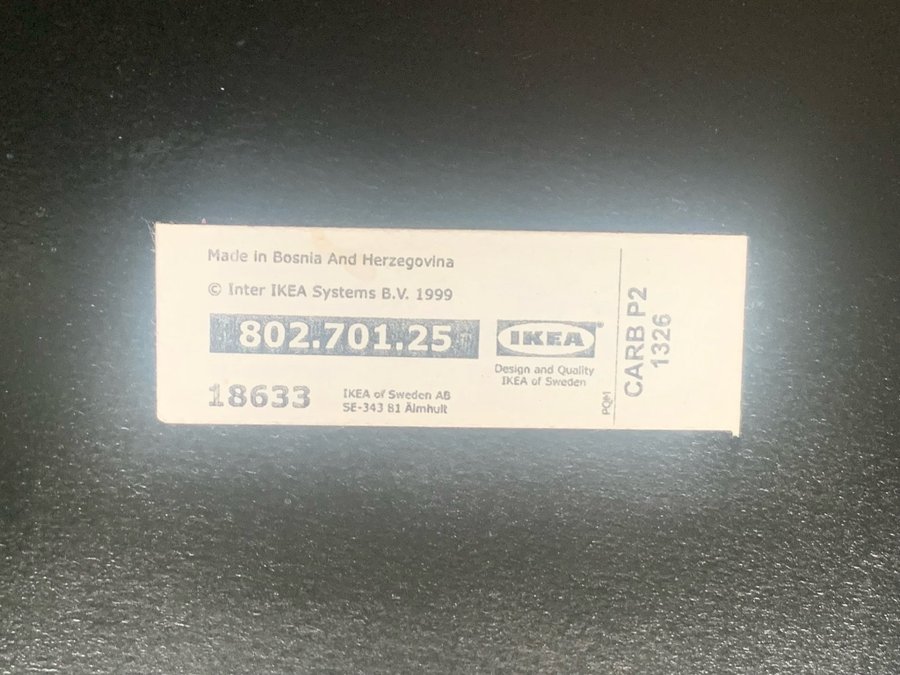 Made in Bosnia And Herzegovina
© Inter IKEA Systems B.V. 1999
802.701.25
IKEA®
Design and Quality
IKEA of Sweden
18633
IKEA of Sweden AB
SE-343 81 Älmhult
PQM
CARB P2
1326